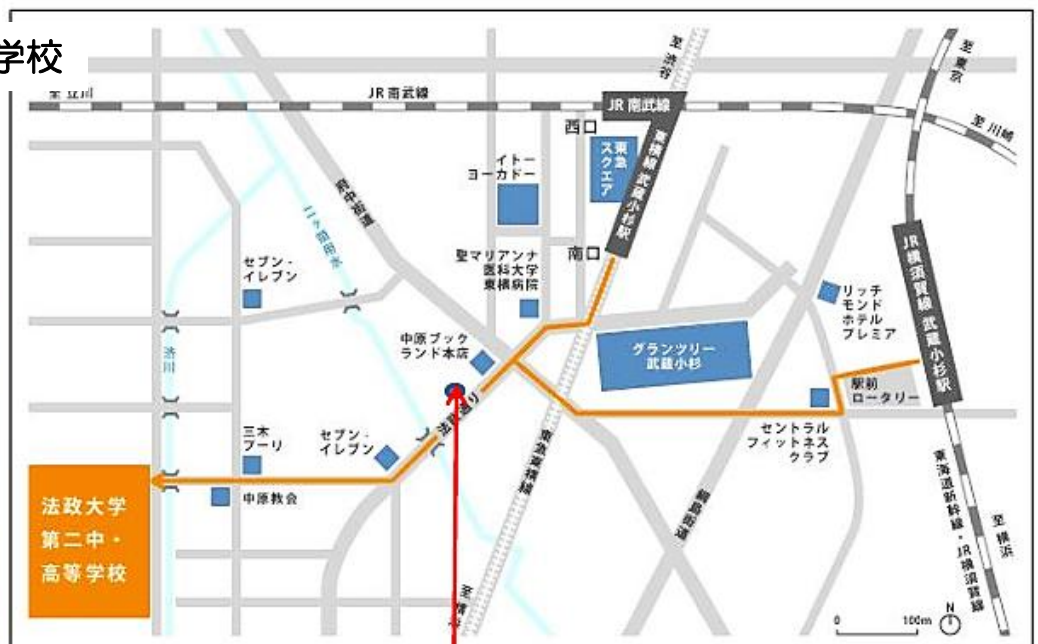 学校
至 立川
JR 南武線
JR 南武線
至 渋谷
至 東京
至 川崎
西口
東急
スクエア
東横線 武蔵小杉駅
イトー
ヨーカドー
府中街道
二ヶ領用水
南口
聖マリアンナ
医科大学
東横病院
セブン‐
イレブン
JR 横須賀線 武蔵小杉駅
リッチ
モンド
ホテル
プレミア
中原ブック
ランド本店
グランツリー
武蔵小杉
渋川
駅前
ロータリー
法政通り
三木
プーリ
セブン‐
イレブン
セントラル
フィットネス
クラブ
東急東横線
綱島街道
東海道新幹線・JR横須賀線
至 横浜
中原教会
法政大学
第二中・
高等学校
至 横浜
0 100m
N